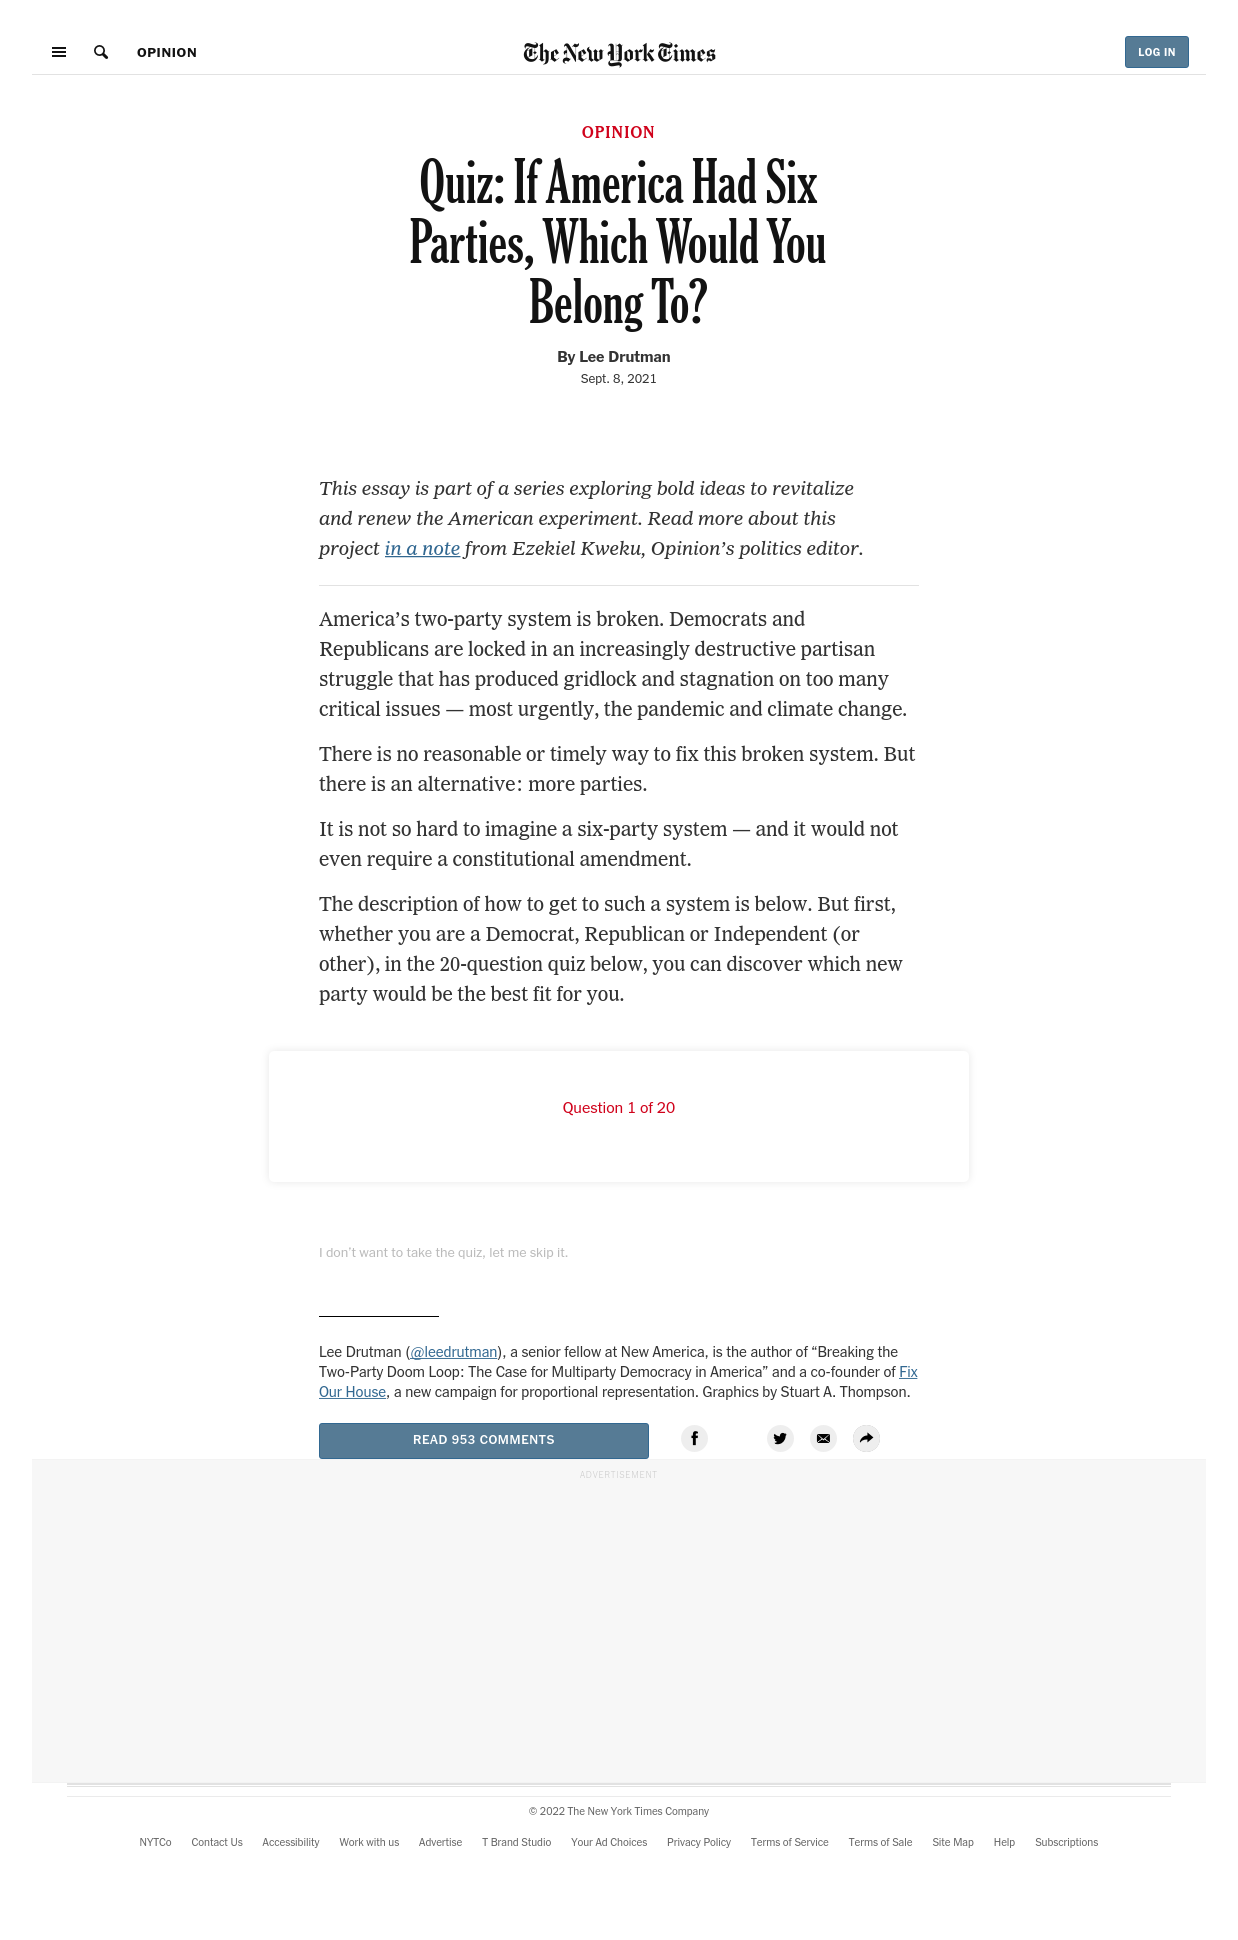 OPINION
The New York Times
LOG IN
OPINION
Quiz: If America Had Six
Parties, Which Would You
Belong To?
By Lee Drutman
Sept. 8, 2021
This essay is part of a series exploring bold ideas to revitalize
and renew the American experiment. Read more about this
project in a note from Ezekiel Kweku, Opinion’s politics editor.
America’s two-party system is broken. Democrats and
Republicans are locked in an increasingly destructive partisan
struggle that has produced gridlock and stagnation on too many
critical issues — most urgently, the pandemic and climate change.
There is no reasonable or timely way to fix this broken system. But
there is an alternative: more parties.
It is not so hard to imagine a six-party system — and it would not
even require a constitutional amendment.
The description of how to get to such a system is below. But first,
whether you are a Democrat, Republican or Independent (or
other), in the 20-question quiz below, you can discover which new
party would be the best fit for you.
Question 1 of 20
I don’t want to take the quiz, let me skip it.
Lee Drutman (@leedrutman), a senior fellow at New America, is the author of “Breaking the
Two-Party Doom Loop: The Case for Multiparty Democracy in America” and a co-founder of Fix
Our House, a new campaign for proportional representation. Graphics by Stuart A. Thompson.
READ 953 COMMENTS
ADVERTISEMENT
© 2022 The New York Times Company
NYTCo Contact Us Accessibility Work with us Advertise T Brand Studio Your Ad Choices Privacy Policy Terms of Service Terms of Sale Site Map Help Subscriptions